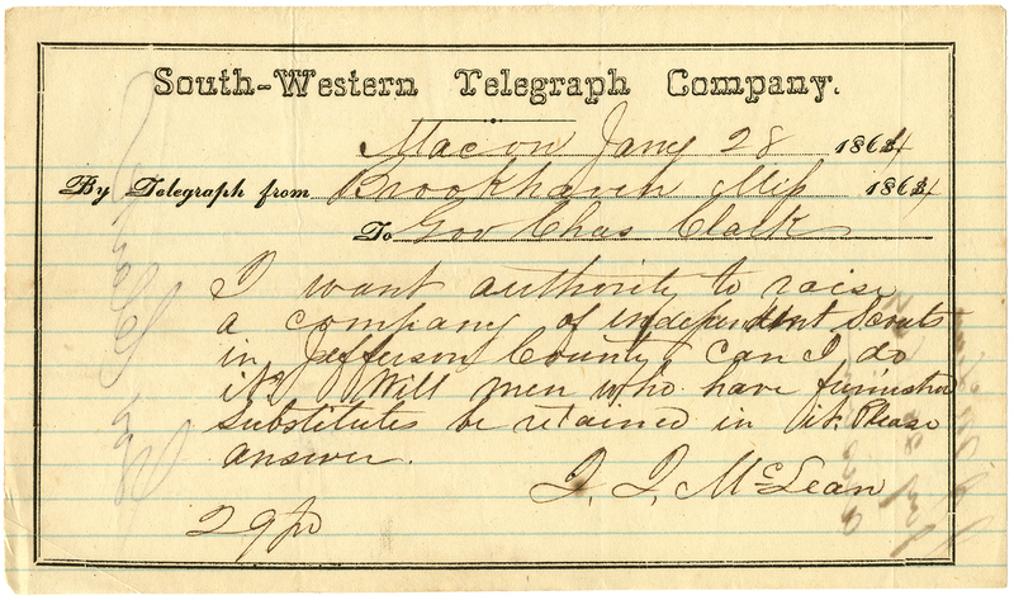 South-Western Telegraph Company.
Macon Jany 28 1864
By Telegraph from Brookhaven Miss 1864
To Gov Chas Clark
I want authority to raise
a company of independent Scouts
in Jefferson County, can I do
it? Will men who have furnished
substitutes be retained in it. Please
answer.
J. J. McLean
29 pd